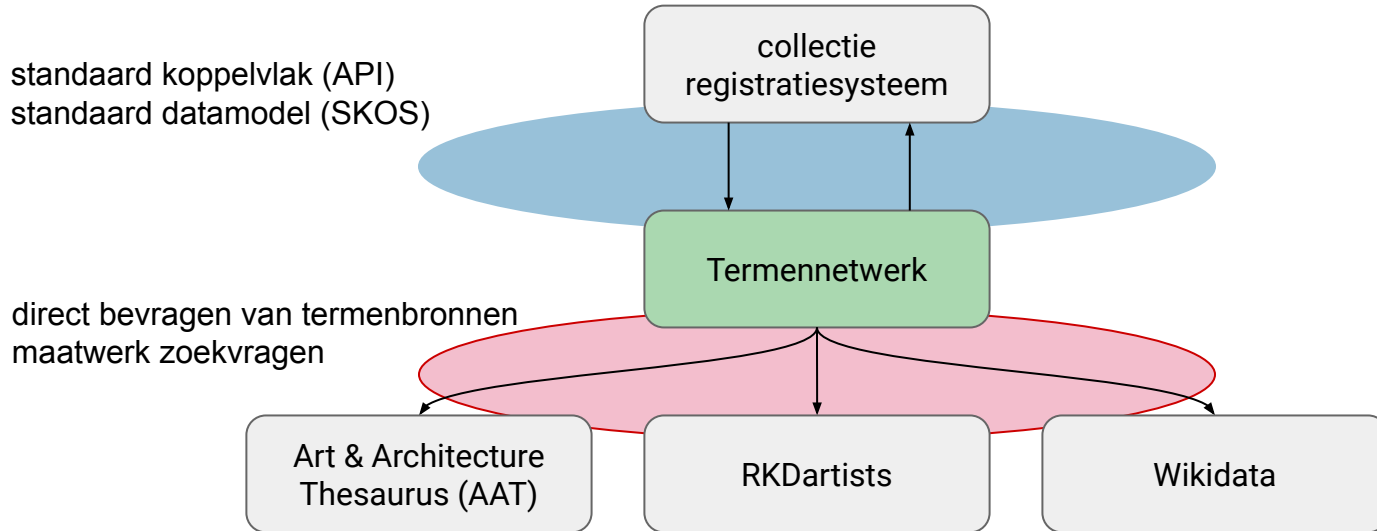 collectie
registratiesysteem
standaard koppelvlak (API)
standaard datamodel (SKOS)
Termennetwerk
direct bevragen van termenbronnen
maatwerk zoekvragen
Art & Architecture
Thesaurus (AAT)
RKDartists
Wikidata